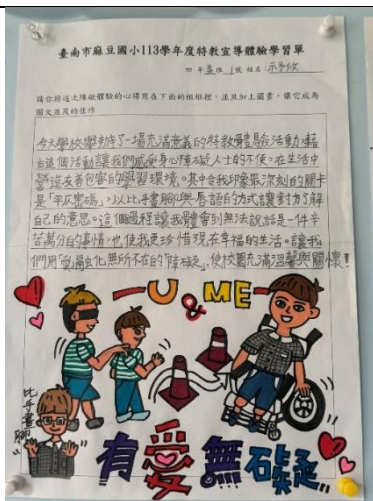 臺南市麻豆國小113學年度特教宣導體驗學習單
四 年 班 1號 姓名：
請你將這次障礙體驗的心得寫在下面的框框裡，並且加上圖畫，讓它成為
圖文並茂的佳作
今天學校舉辦了一場充滿意義的特教體驗活動，藉
由這個活動讓我們感受身心障礙人士的不便。在生活中
營造友善包容的學習環境。其中令我印象最深刻的關卡
是「平反密碼」，以比手畫腳與唇語的方式讓對方了解
自己的意思。這個過程讓我體會到無法說話是一件辛
苦萬分的事情，也使我更珍惜現在幸福的生活。讓我
們用愛融化無所不在的「障礙」，使校園充滿溫馨與關懷！
U & ME
比手畫腳
有愛無礙